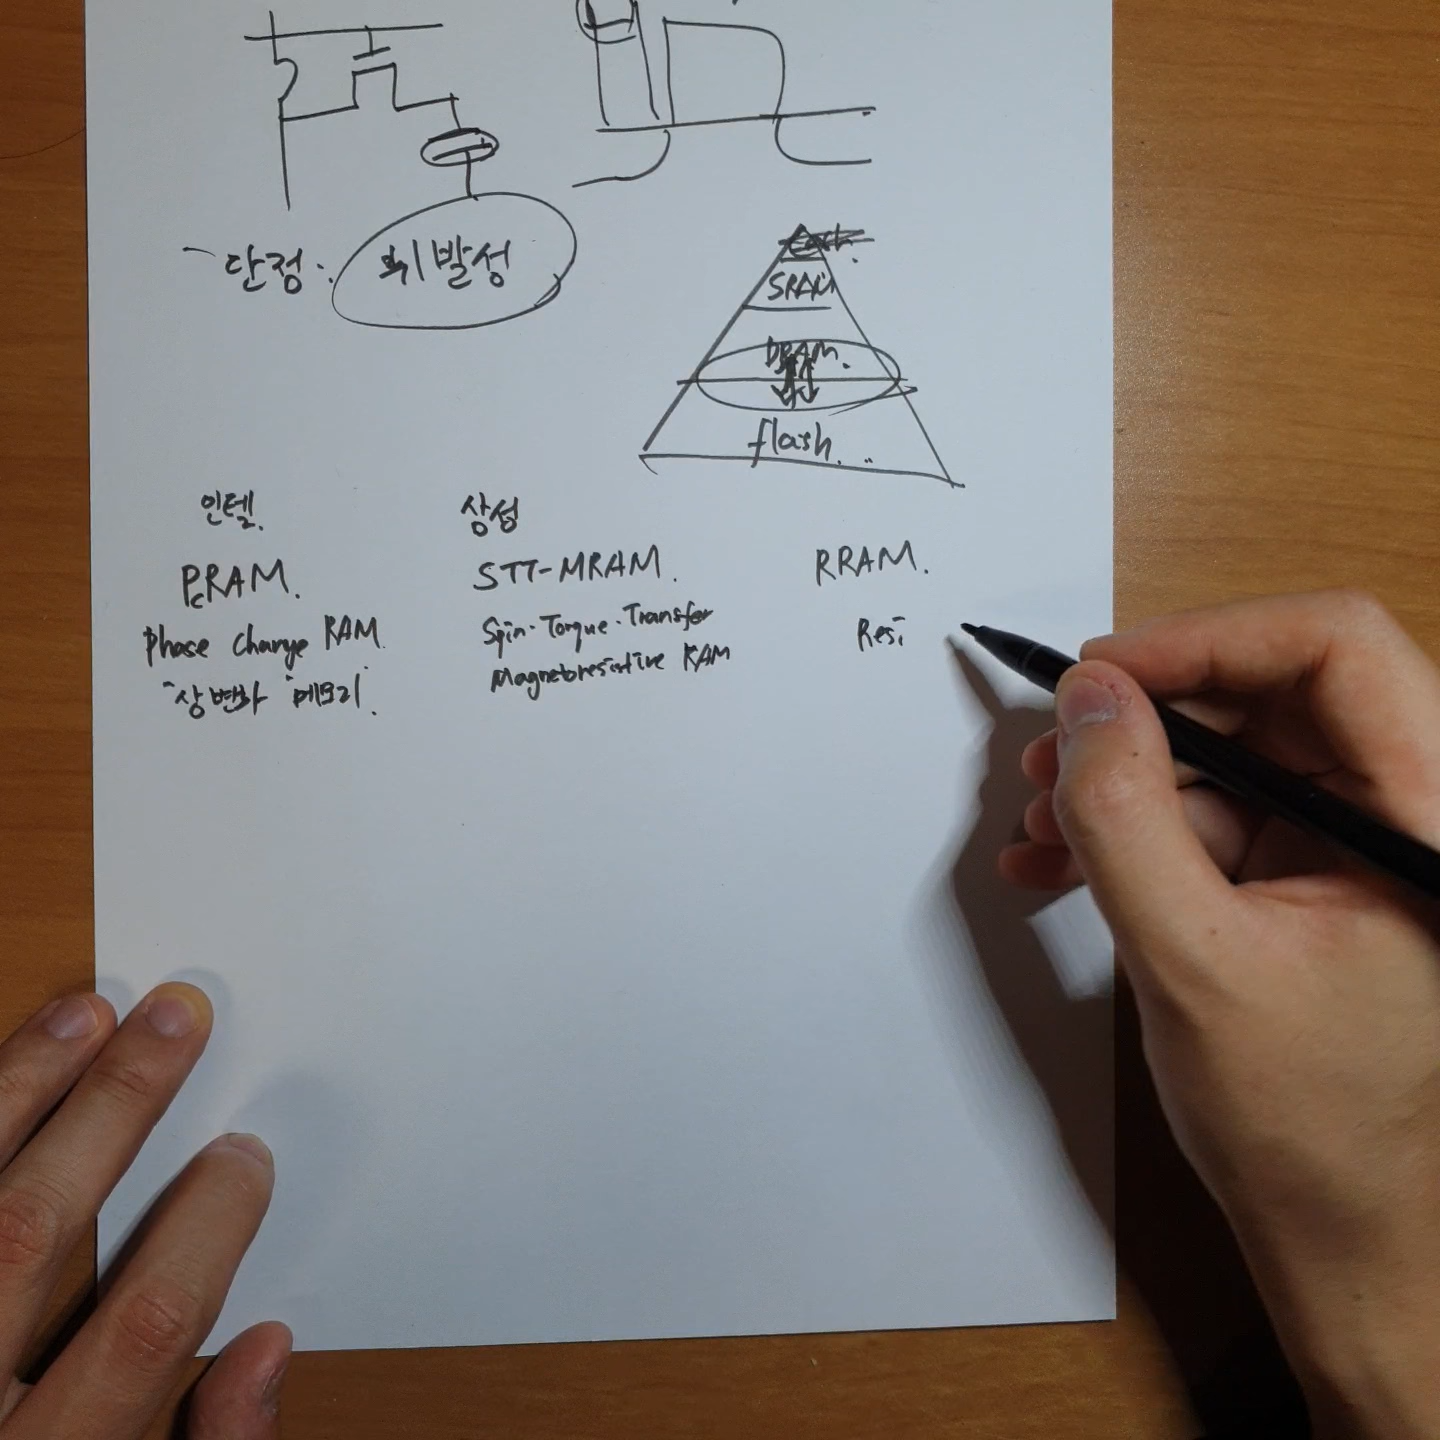 단점: 휘발성
SRAM
DRAM.
flash.
인텔.
PcRAM.
Phase Change RAM
"상변화" 메모리.
삼성
STT-MRAM.
Spin-Torque-Transfer
Magnetoresistive RAM
RRAM.
Resi